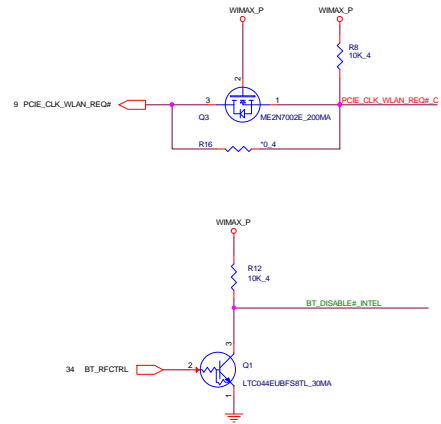 WIMAX_P
WIMAX_P
R8
10K_4
2
9 PCIE_CLK_WLAN_REQ#
3
1
PCIE_CLK_WLAN_REQ#_C
Q3
ME2N7002E_200MA
R16
*0_4
WIMAX_P
R12
10K_4
BT_DISABLE#_INTEL
3
34 BT_RFCTRL
2
Q1
LTC044EUBFS8TL_30MA
1